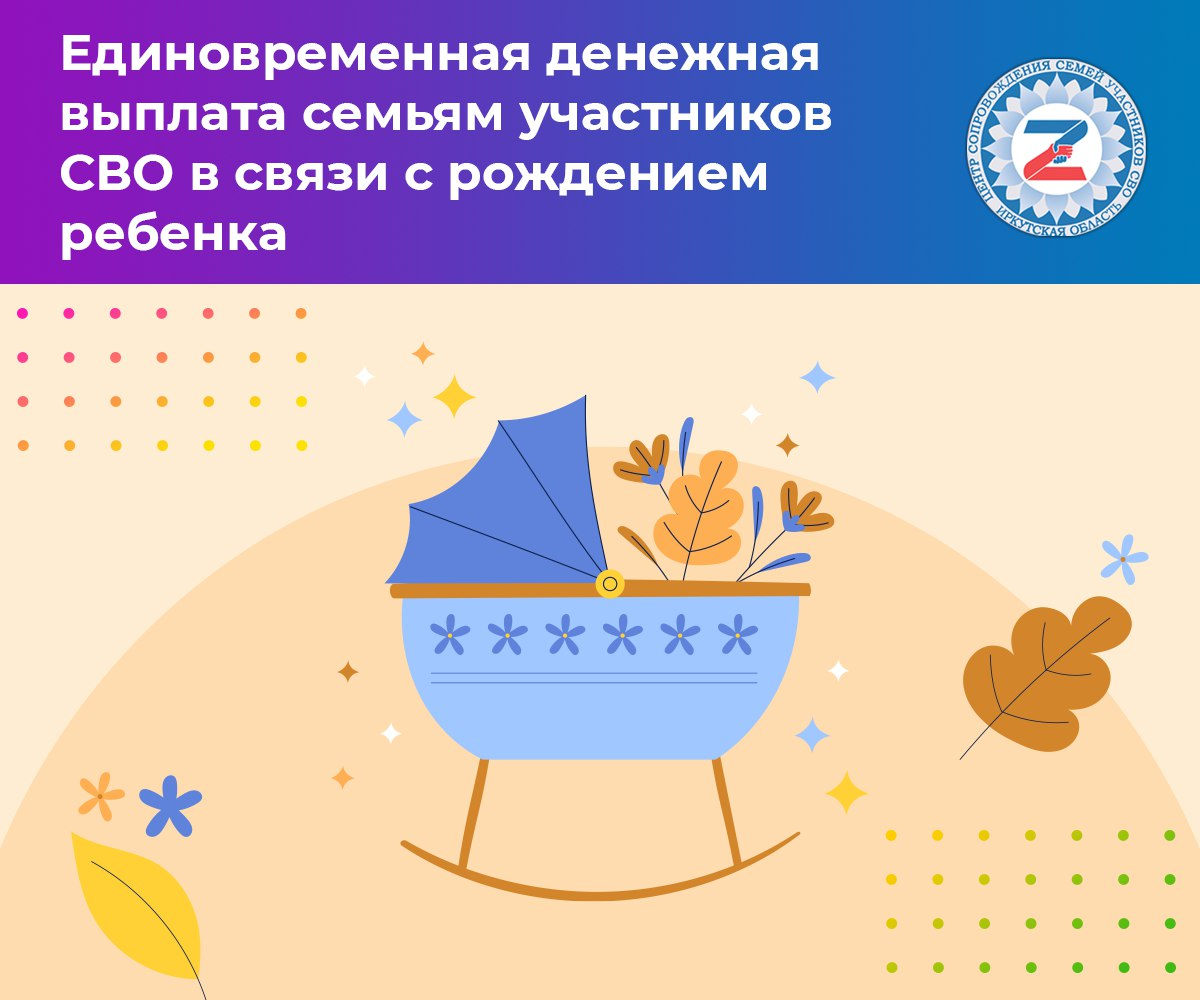 Единовременная денежная
выплата семьям участников
СВО в связи с рождением
ребенка
ЦЕНТР СОПРОВОЖДЕНИЯ СЕМЕЙ УЧАСТНИКОВ СВО
ИРКУТСКАЯ ОБЛАСТЬ
Z